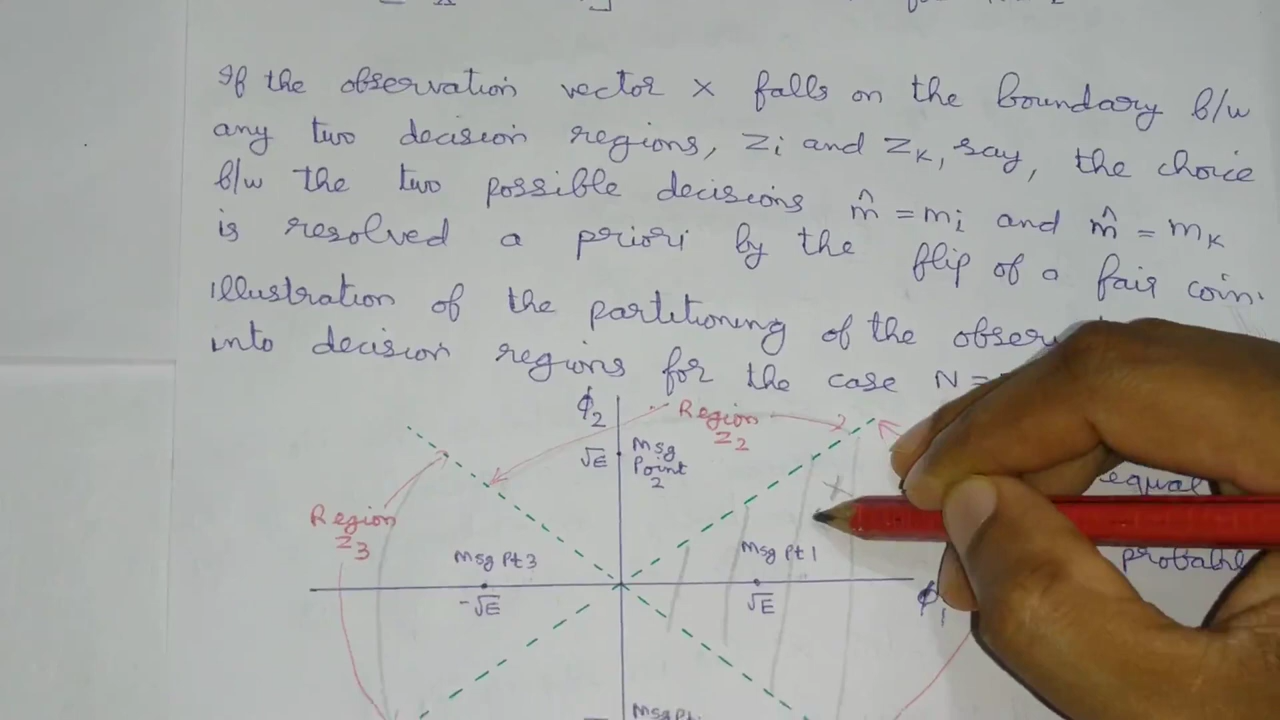 If the observation vector x falls on the boundary b/w
any two decision regions, Zi and ZK, say, the choice
b/w the two possible decisions m̂ = mi and m̂ = mK
is resolved a priori by the flip of a fair coin.
illustration of the partitioning of the
into decision regions for the case N =
ϕ2
Region
Z2
√E
Msg
Point
2
equal
Region
Z3
Msg Pt 3
Msg Pt 1
-√E
√E
ϕ1